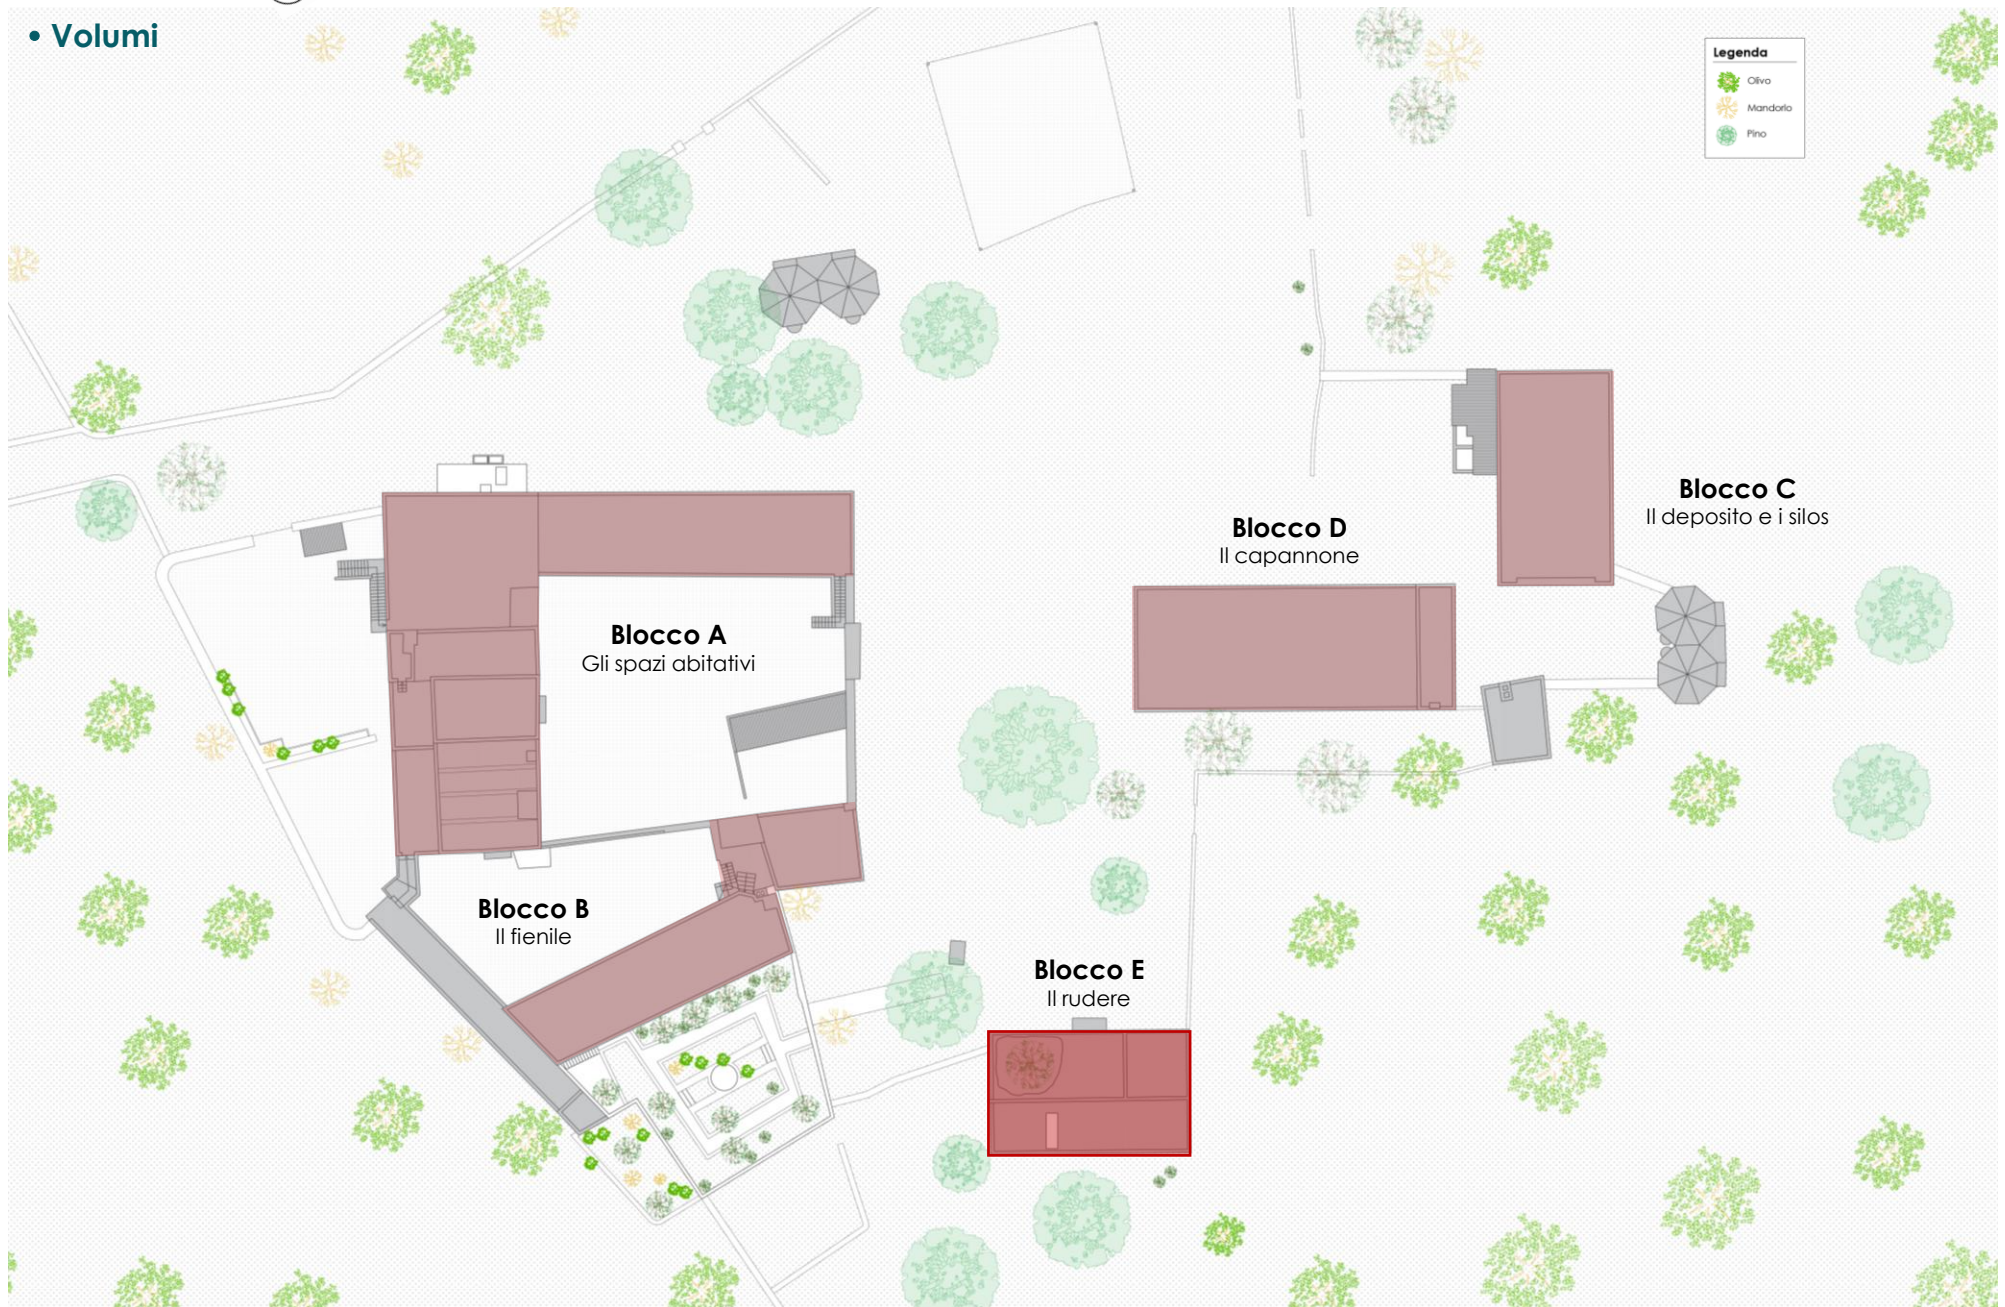 • Volumi
Legenda
Olivo
Mandorlo
Pino
Blocco C
Il deposito e i silos
Blocco D
Il capannone
Blocco A
Gli spazi abitativi
Blocco B
Il fienile
Blocco E
Il rudere